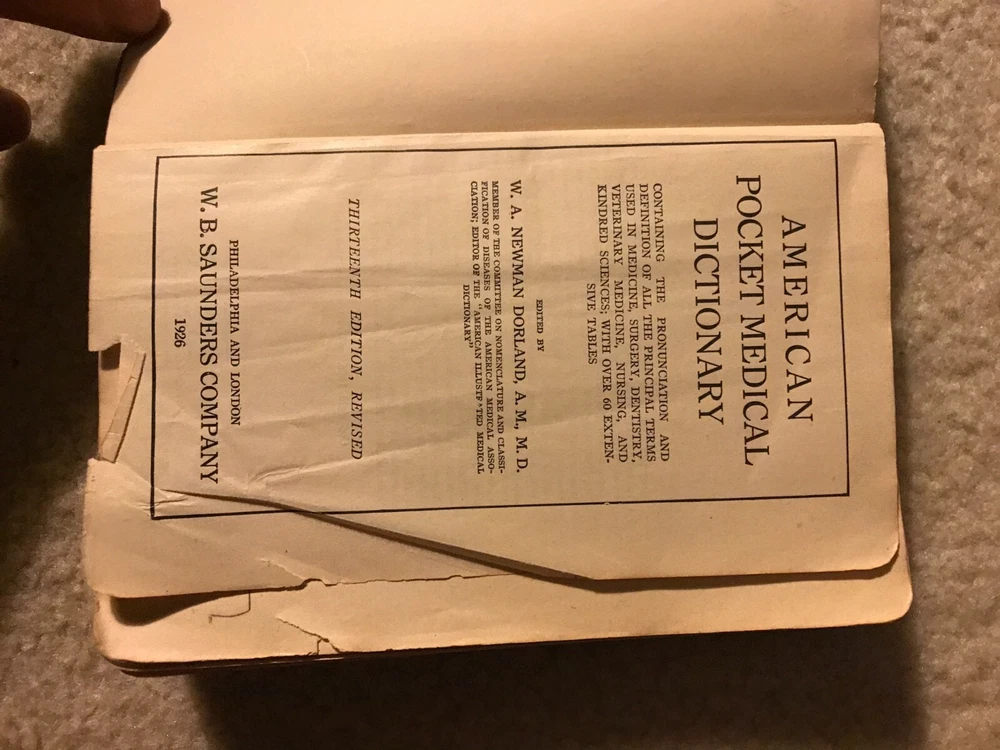 AMERICAN
POCKET MEDICAL
DICTIONARY
CONTAINING THE PRONUNCIATION AND
DEFINITION OF ALL THE PRINCIPAL TERMS
USED IN MEDICINE, SURGERY, DENTISTRY,
VETERINARY MEDICINE, NURSING, AND
KINDRED SCIENCES; WITH OVER 60 EXTEN-
SIVE TABLES
EDITED BY
W. A. NEWMAN DORLAND, A. M., M. D.
MEMBER OF THE COMMITTEE ON NOMENCLATURE AND CLASSI-
FICATION OF DISEASES OF THE AMERICAN MEDICAL ASSO-
CIATION; EDITOR OF THE "AMERICAN ILLUSTRATED MEDICAL
DICTIONARY"
THIRTEENTH EDITION, REVISED
PHILADELPHIA AND LONDON
W. B. SAUNDERS COMPANY
1926